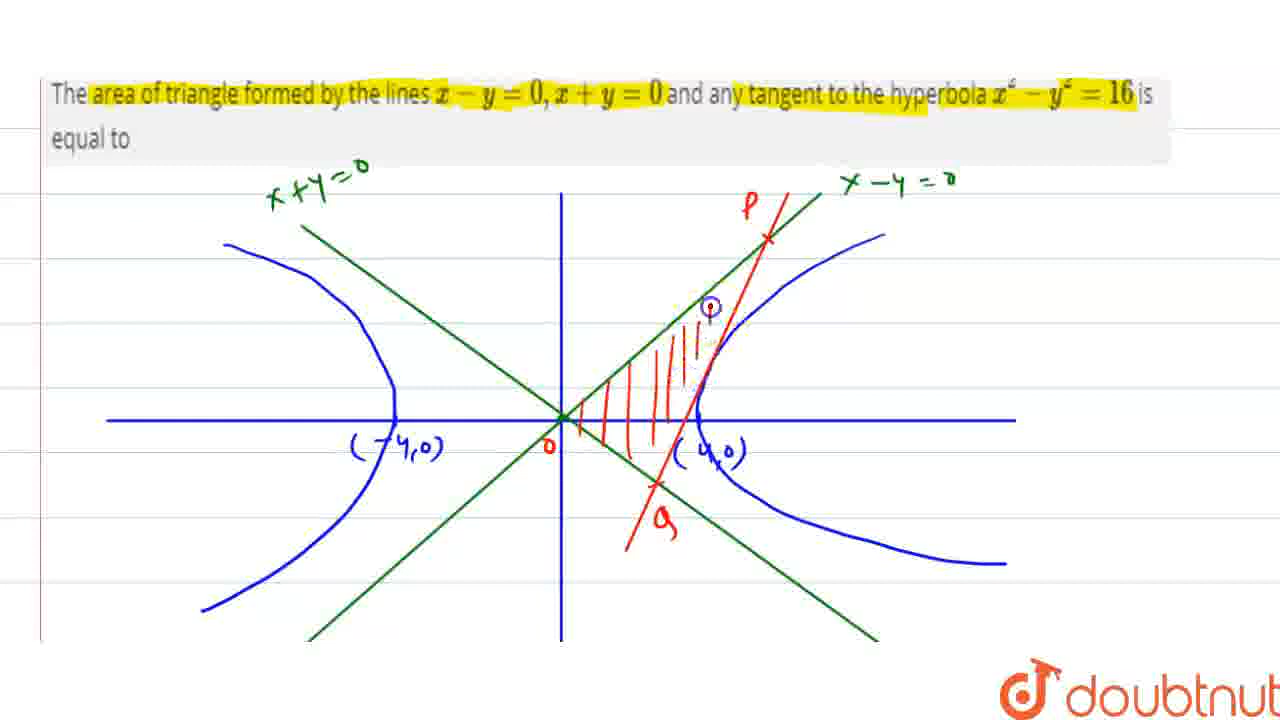 The area of triangle formed by the lines x − y = 0, x + y = 0 and any tangent to the hyperbola x² − y² = 16 is
equal to
x + y = 0
x − y = 0
P
(−4,0)
O
(4,0)
Q
doubtnut